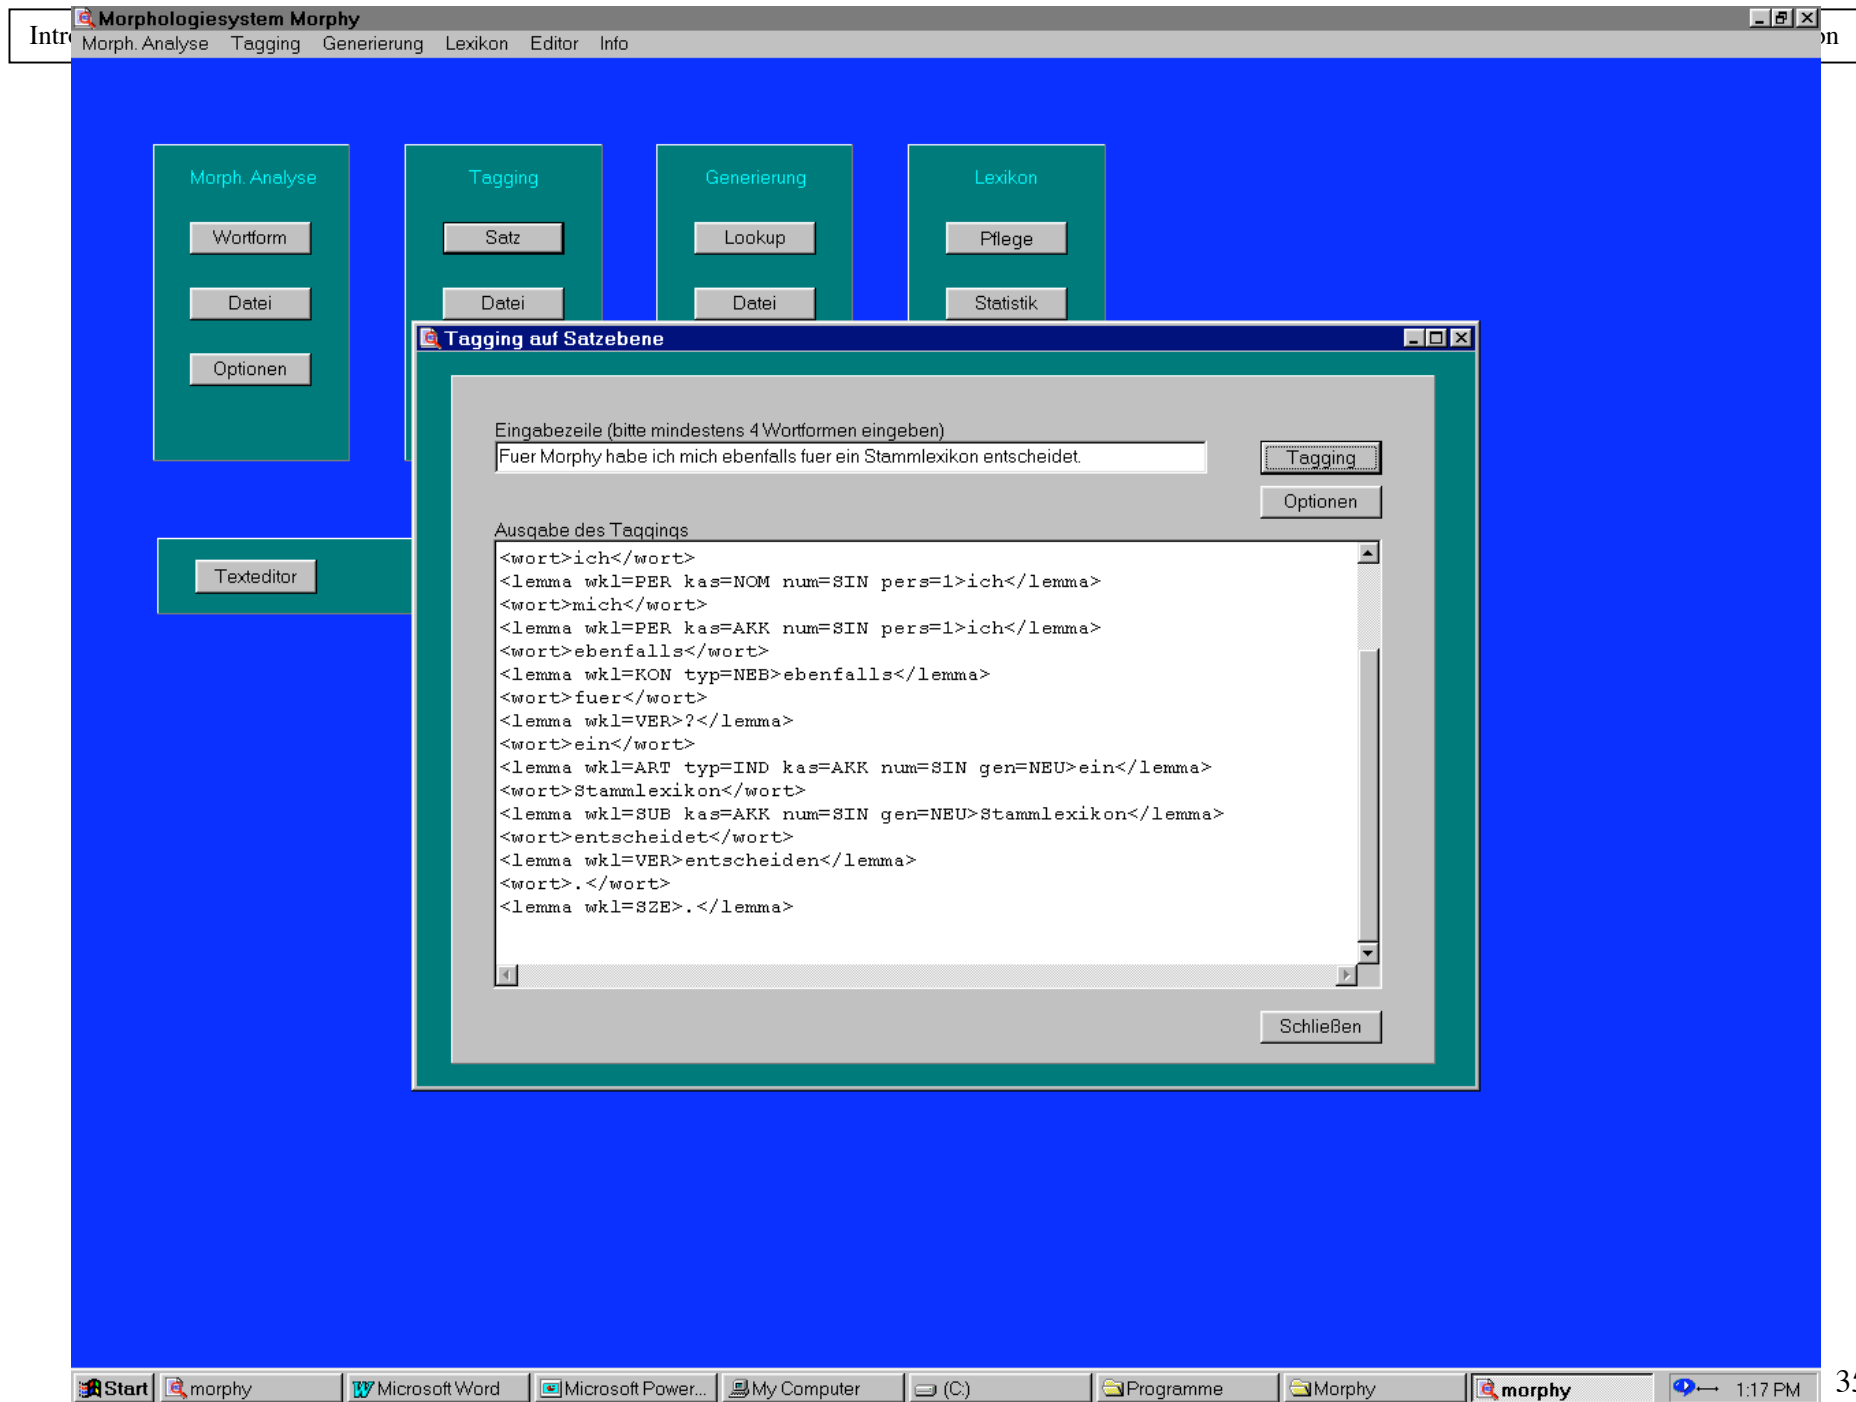 Morphologiesystem Morphy
Intr
on
Morph. Analyse Tagging Generierung Lexikon Editor Info
Morph. Analyse Tagging Generierung Lexikon
Wortform Satz Lookup Pflege
Datei Datei Datei Statistik
Tagging auf Satzebene
Optionen
Eingabezeile (bitte mindestens 4 Wortformen eingeben)
Fuer Morphy habe ich mich ebenfalls fuer ein Stammlexikon entscheidet.
Tagging
Optionen
Ausgabe des Taggings
<wort>ich</wort>
<lemma wkl=PER kas=NOM num=SIN pers=1>ich</lemma>
<wort>mich</wort>
<lemma wkl=PER kas=AKK num=SIN pers=1>ich</lemma>
<wort>ebenfalls</wort>
<lemma wkl=KON typ=NEB>ebenfalls</lemma>
<wort>fuer</wort>
<lemma wkl=VER>?</lemma>
<wort>ein</wort>
<lemma wkl=ART typ=IND kas=AKK num=SIN gen=NEU>ein</lemma>
<wort>Stammlexikon</wort>
<lemma wkl=SUB kas=AKK num=SIN gen=NEU>Stammlexikon</lemma>
<wort>entscheidet</wort>
<lemma wkl=VER>entscheiden</lemma>
<wort>.</wort>
<lemma wkl=SZE>.</lemma>
Texteditor
Schließen
Start morphy Microsoft Word Microsoft Power... My Computer (C:) Programme Morphy morphy 1:17 PM
35